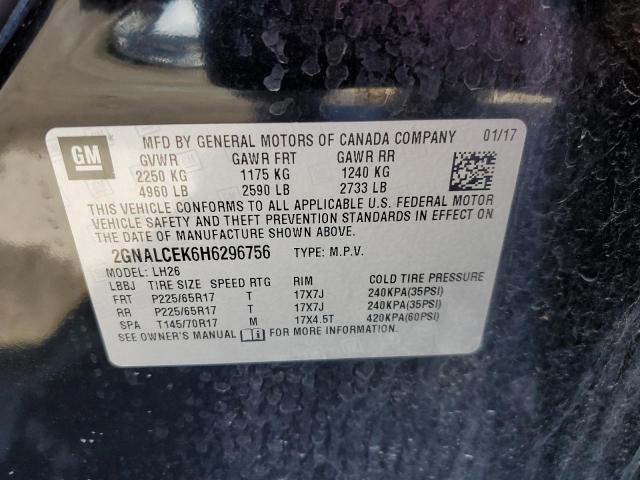 GM
MFD BY GENERAL MOTORS OF CANADA COMPANY 01/17
GVWR GAWR FRT GAWR RR
2250 KG 1175 KG 1240 KG
4960 LB 2590 LB 2733 LB
THIS VEHICLE CONFORMS TO ALL APPLICABLE U.S. FEDERAL MOTOR
VEHICLE SAFETY AND THEFT PREVENTION STANDARDS IN EFFECT ON
THE DATE OF MANUFACTURE SHOWN ABOVE.
2GNALCEK6H6296756 TYPE: M.P.V.
MODEL: LH26
LBBJ TIRE SIZE SPEED RTG RIM COLD TIRE PRESSURE
FRT P225/65R17 T 17X7J 240KPA(35PSI)
RR P225/65R17 T 17X7J 240KPA(35PSI)
SPA T145/70R17 M 17X4.5T 420KPA(60PSI)
SEE OWNER'S MANUAL FOR MORE INFORMATION.